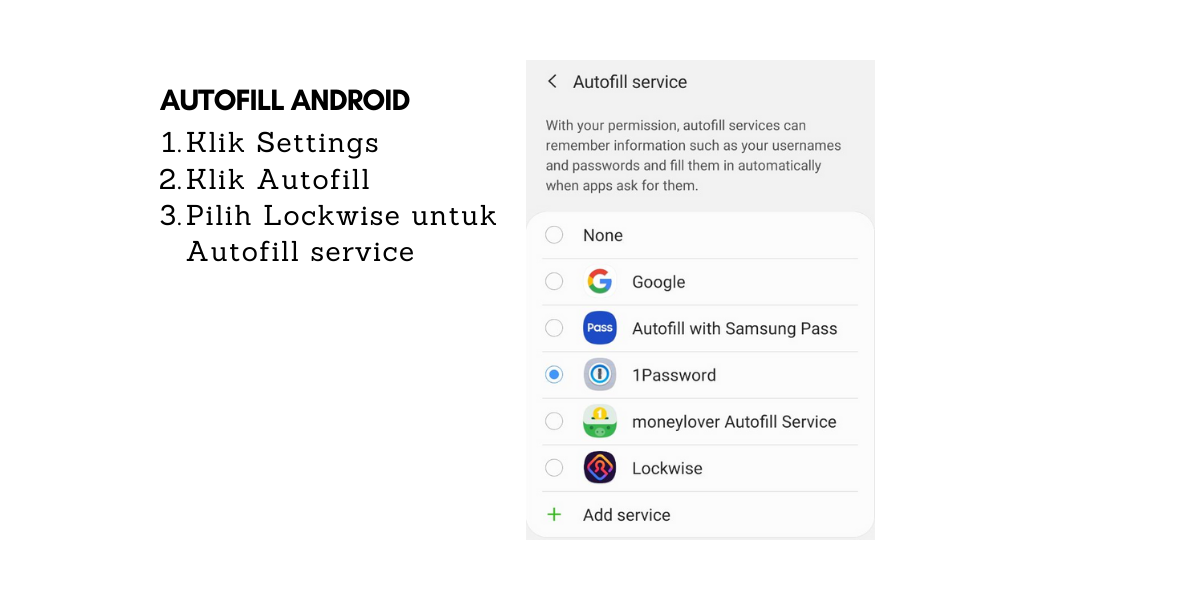 AUTOFILL ANDROID
1. Klik Settings
2. Klik Autofill
3. Pilih Lockwise untuk
Autofill service
Autofill service
With your permission, autofill services can
remember information such as your usernames
and passwords and fill them in automatically
when apps ask for them.
None
Google
Pass
Autofill with Samsung Pass
1Password
moneylover Autofill Service
Lockwise
+ Add service